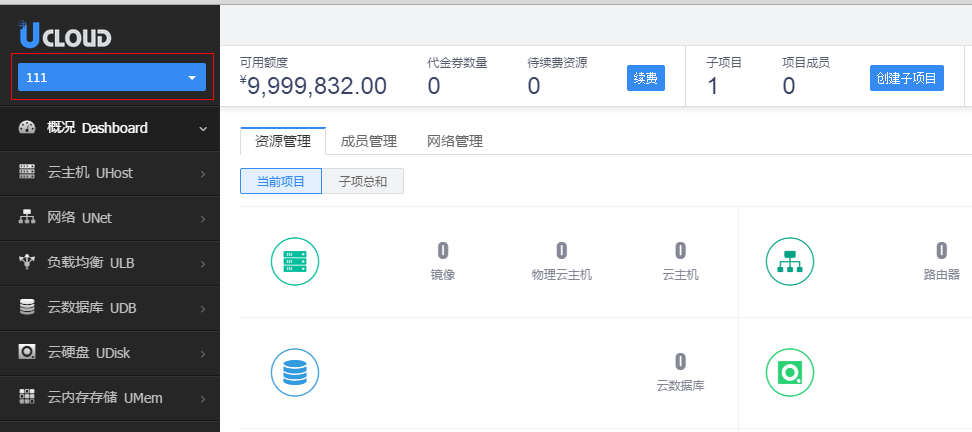 UCLOUD
111
概况 Dashboard
云主机 UHost
网络 UNet
负载均衡 ULB
云数据库 UDB
云硬盘 UDisk
云内存存储 UMem
可用额度 代金券数量 待续费资源 子项目 项目成员
¥9,999,832.00 0 0 续费 1 0 创建子项目
资源管理 成员管理 网络管理
当前项目 子项总和
0 0 0 0
镜像 物理云主机 云主机 路由器
0
云数据库